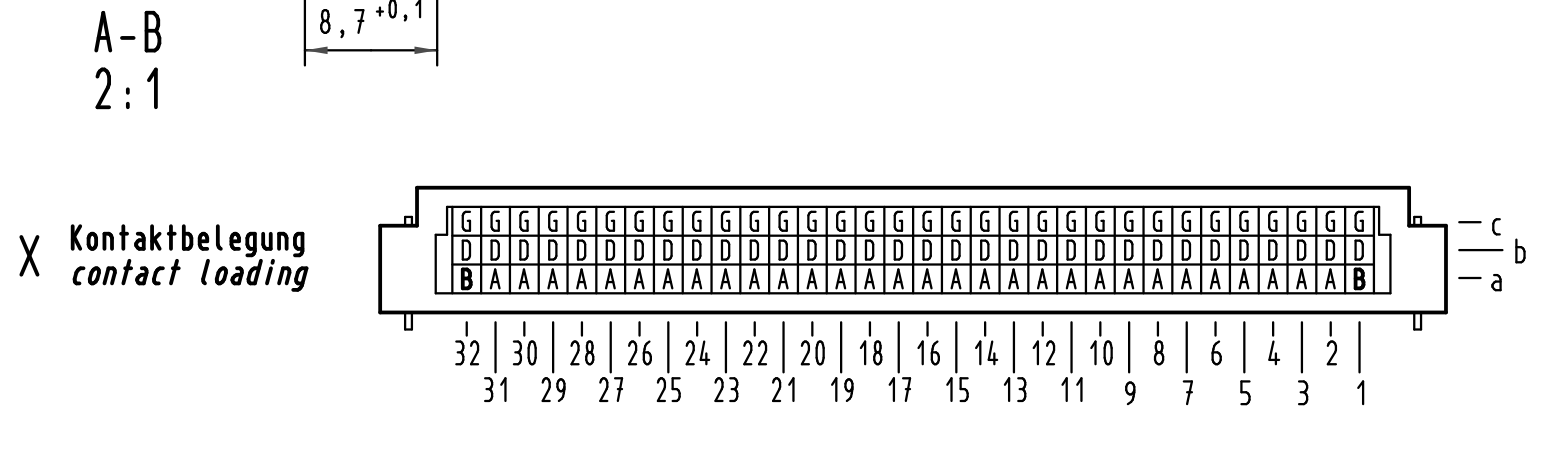 A-B
8,7 +0,1
2:1
X Kontaktbelegung
contact loading
G G G G G G G G G G G G G G G G G G G G G G G G G G G G G G G G c
D D D D D D D D D D D D D D D D D D D D D D D D D D D D D D D D b
B A A A A A A A A A A A A A A A A A A A A A A A A A A A A A A B a
32 30 28 26 24 22 20 18 16 14 12 10 8 6 4 2
31 29 27 25 23 21 19 17 15 13 11 9 7 5 3 1